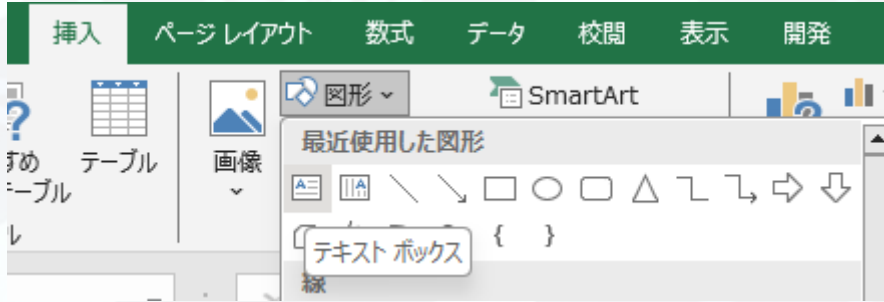 挿入 ページ レイアウト 数式 データ 校閲 表示 開発
図形 SmartArt
最近使用した図形
すめ テーブル 画像
テーブル
ル
{ }
テキスト ボックス
線